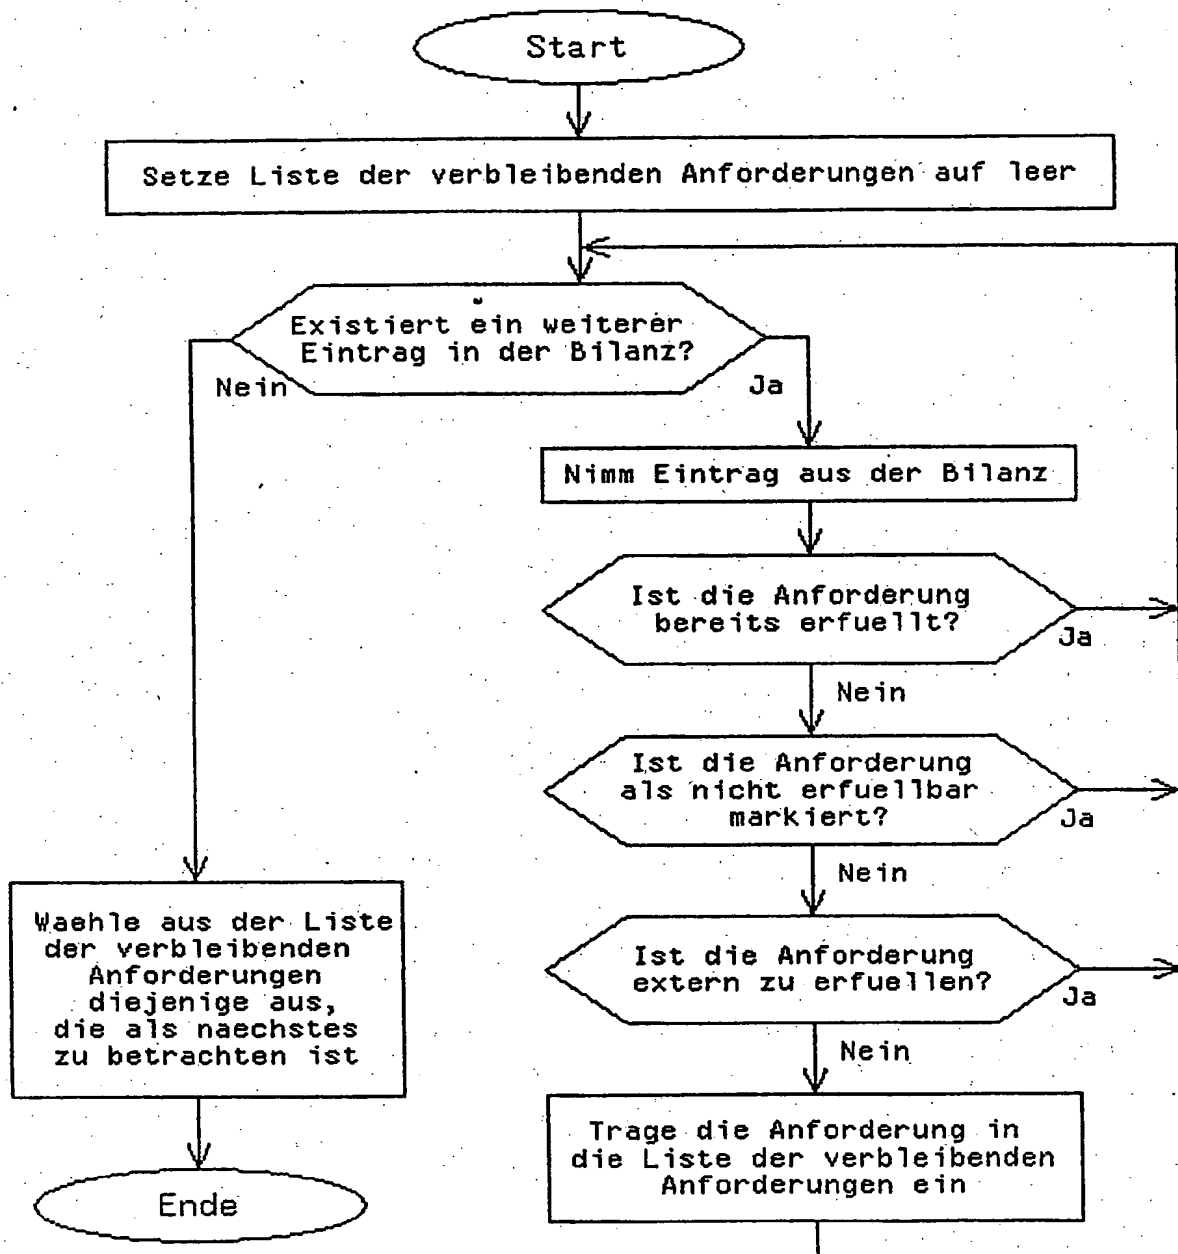 Start
Setze Liste der verbleibenden Anforderungen auf leer
Existiert ein weiterer
Eintrag in der Bilanz?
Nein
Ja
Nimm Eintrag aus der Bilanz
Ist die Anforderung
bereits erfuellt?
Ja
Nein
Ist die Anforderung
als nicht erfuellbar
markiert?
Ja
Nein
Ist die Anforderung
extern zu erfuellen?
Ja
Nein
Trage die Anforderung in
die Liste der verbleibenden
Anforderungen ein
Waehle aus der Liste
der verbleibenden
Anforderungen
diejenige aus,
die als naechstes
zu betrachten ist
Ende